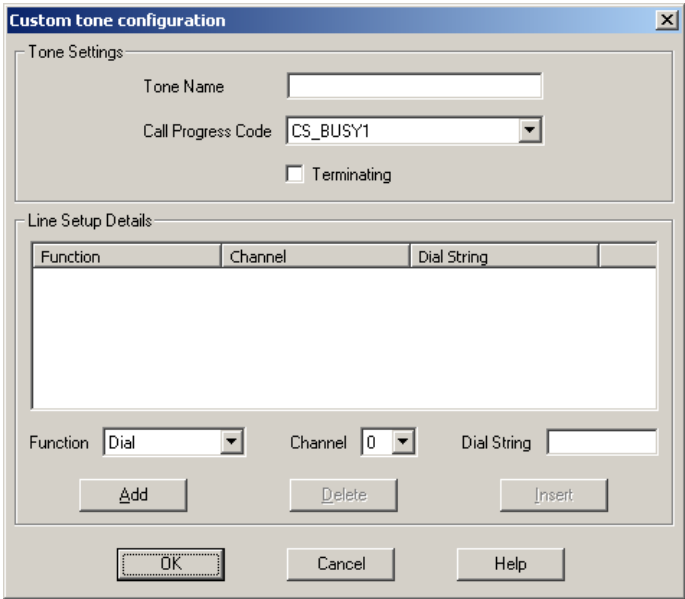 Custom tone configuration
Tone Settings
Tone Name
Call Progress Code CS_BUSY1
Terminating
Line Setup Details
Function Channel Dial String
Function Dial Channel 0 Dial String
Add Delete Insert
OK Cancel Help